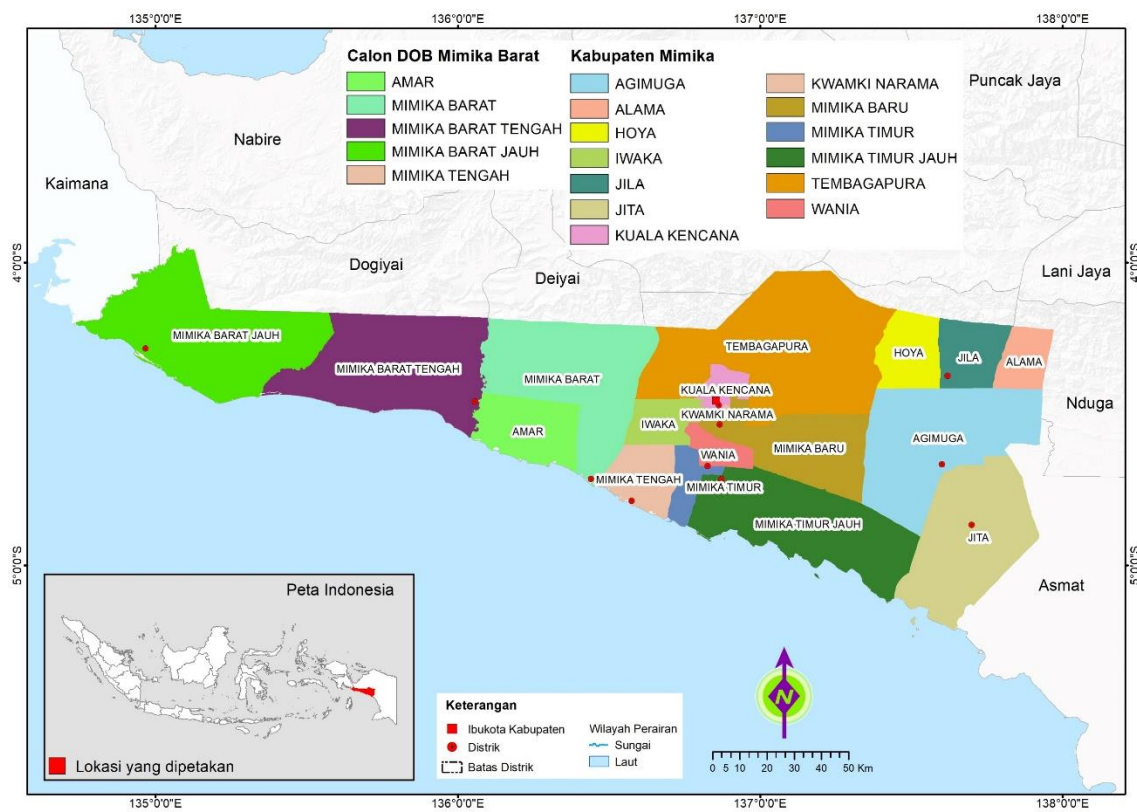 135°0'0"E 136°0'0"E 137°0'0"E 138°0'0"E
Calon DOB Mimika Barat
AMAR
MIMIKA BARAT
MIMIKA BARAT TENGAH
MIMIKA BARAT JAUH
MIMIKA TENGAH
Kabupaten Mimika
AGIMUGA
ALAMA
HOYA
IWAKA
JILA
JITA
KUALA KENCANA
KWAMKI NARAMA
MIMIKA BARU
MIMIKA TIMUR
MIMIKA TIMUR JAUH
TEMBAGAPURA
WANIA
Puncak Jaya
Nabire
Kaimana
Dogiyai
Deiyai
Lani Jaya
Nduga
Asmat
4°0'0"S
4°0'0"S
5°0'0"S
5°0'0"S
MIMIKA BARAT JAUH
MIMIKA BARAT TENGAH
MIMIKA BARAT
AMAR
TEMBAGAPURA
HOYA
JILA
ALAMA
KUALA KENCANA
KWAMKI NARAMA
IWAKA
WANIA
MIMIKA BARU
AGIMUGA
MIMIKA TENGAH
MIMIKA TIMUR
MIMIKA TIMUR JAUH
JITA
Peta Indonesia
Lokasi yang dipetakan
Keterangan
Ibukota Kabupaten
Distrik
Batas Distrik
Wilayah Perairan
Sungai
Laut
N
0 5 10 20 30 40 50 Km
135°0'0"E 136°0'0"E 137°0'0"E 138°0'0"E